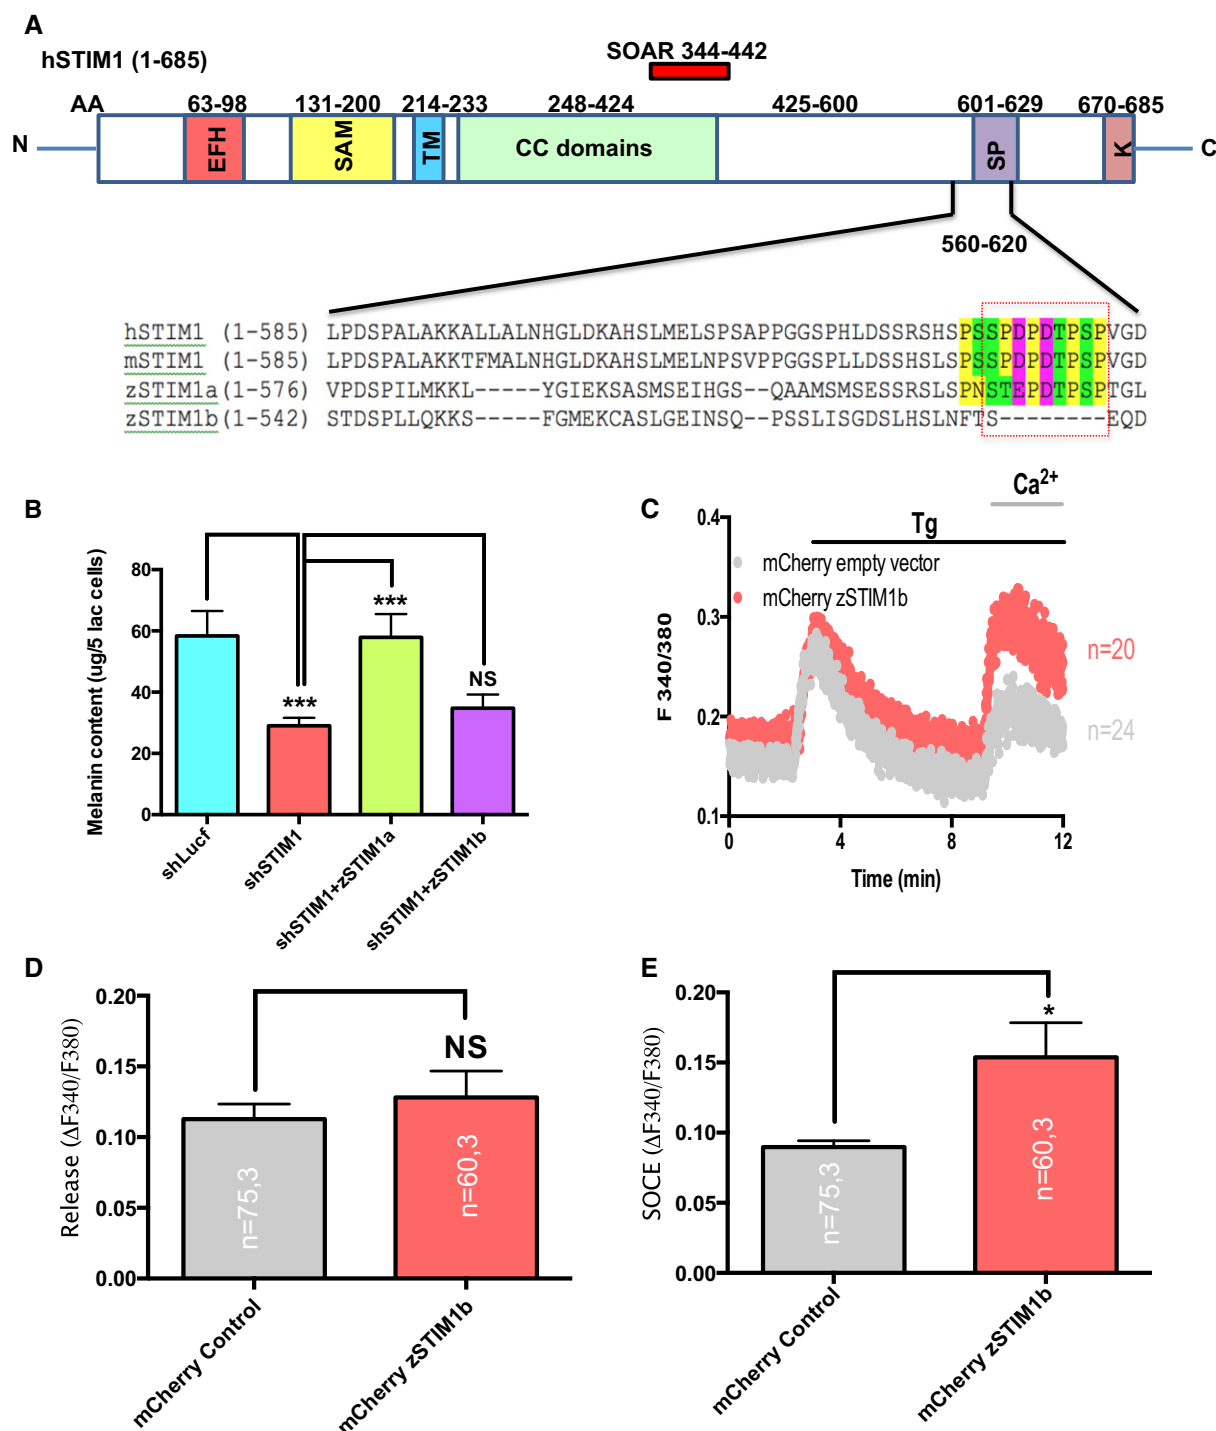 A
hSTIM1 (1-685)
SOAR 344-442
AA 63-98 131-200 214-233 248-424 425-600 601-629 670-685
N EFH SAM TM CC domains SP K C
560-620
hSTIM1 (1-585) LPDSPALAKKALLALNHGLDKAHSLMELSPSAPPGGSPHLDSSRSHSPSSPDPDTPSPVGD
mSTIM1 (1-585) LPDSPALAKKTFMALNHGLDKAHSLMELNPSVPPGGSPLLDSSHSLSPSSPDPDTPSPVGD
zSTIM1a (1-576) VPDSPILMKKL-----YGIEKSASMSEIHGS--QAAMSMSESSRSLSPNSTEPDTPSPTGL
zSTIM1b (1-542) STDSPLLQKKS-----FGMEKCASLGEINSQ--PSSLISGDSLHSLNFTS--------EQD
B
Melanin content (ug/5 lac cells)
80
60
40
20
0
***
***
NS
shLucf
shSTIM1
shSTIM1+zSTIM1a
shSTIM1+zSTIM1b
C
Ca2+
Tg
mCherry empty vector
mCherry zSTIM1b
F 340/380
0.4
0.3
0.2
0.1
n=20
n=24
0 4 8 12
Time (min)
D
Release (ΔF340/F380)
0.20
0.15
0.10
0.05
0.00
NS
n=75,3
n=60,3
mCherry Control
mCherry zSTIM1b
E
SOCE (ΔF340/F380)
0.20
0.15
0.10
0.05
0.00
*
n=75,3
n=60,3
mCherry Control
mCherry zSTIM1b